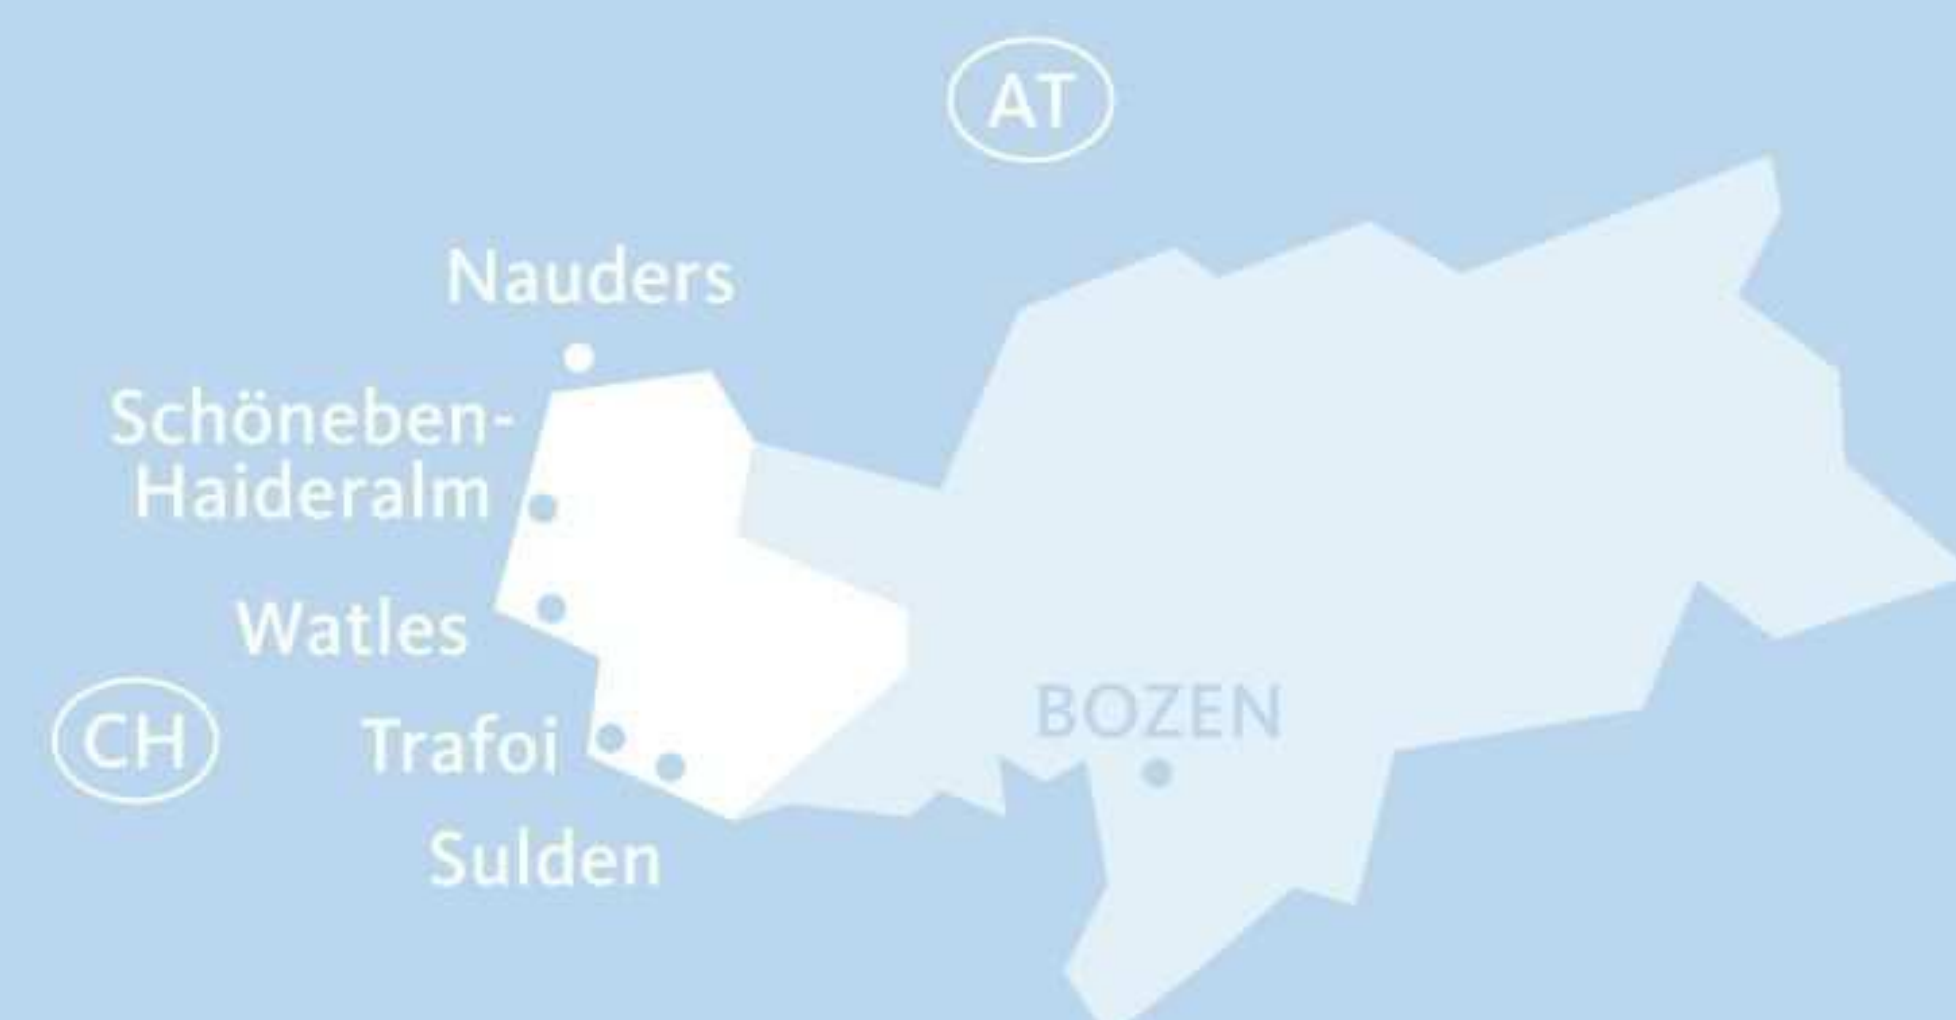 AT
Nauders
Schöneben-
Haideralm
Watles
CH
Trafoi
BOZEN
Sulden